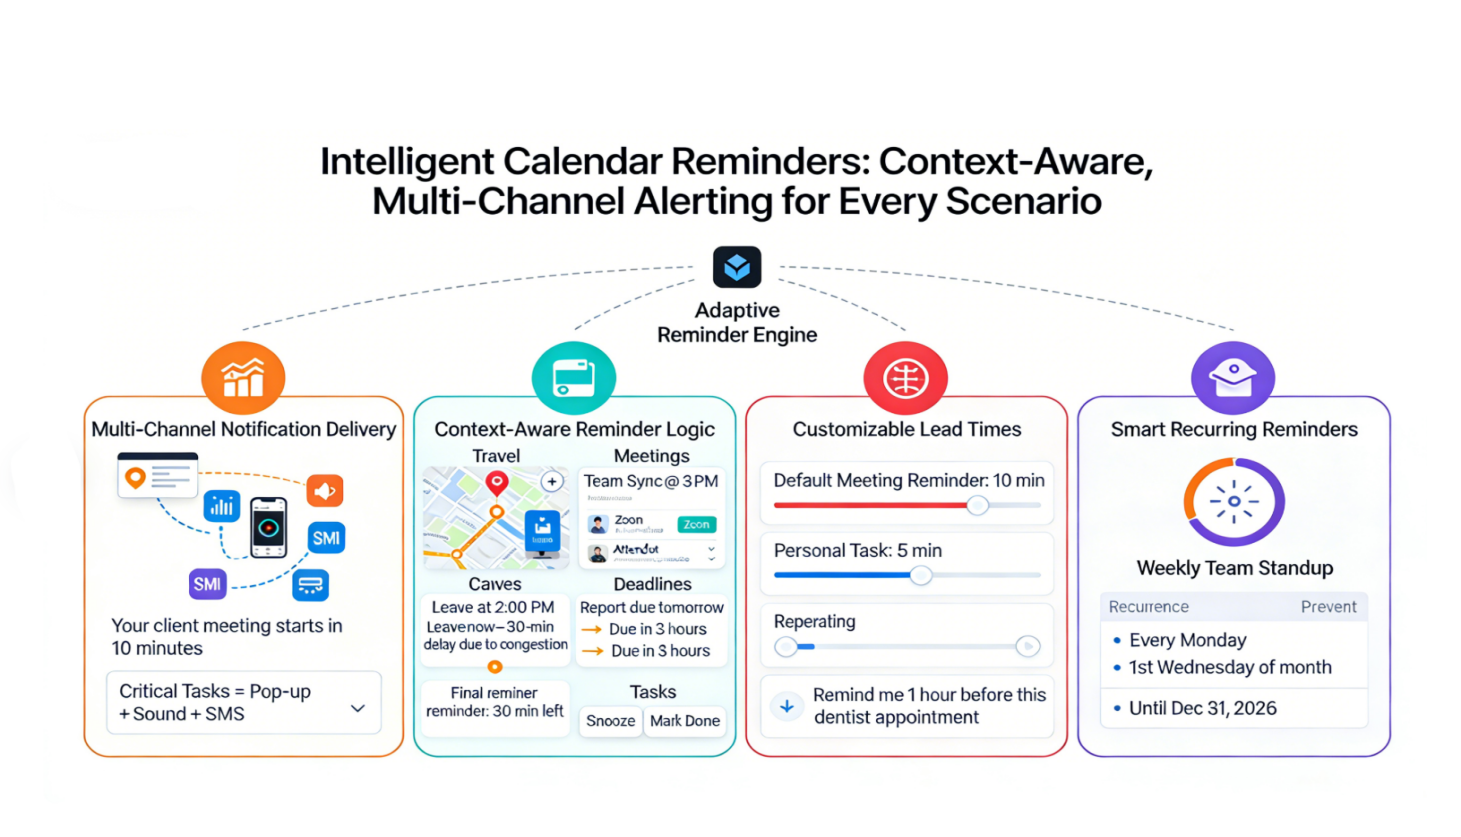 Intelligent Calendar Reminders: Context-Aware,
Multi-Channel Alerting for Every Scenario
Adaptive
Reminder Engine
Multi-Channel Notification Delivery
SMI
SMI
Your client meeting starts in
10 minutes
Critical Tasks = Pop-up
+ Sound + SMS
Context-Aware Reminder Logic
Travel
Meetings
Team Sync @ 3 PM
Zoon
Zcon
Attendut
Caves
Leave at 2:00 PM
Leavenow–30-min
delay due to congestion
Final reminer
reminder: 30 min left
Deadlines
Report due tomorrow
→ Due in 3 hours
→ Due in 3 hours
Tasks
Snooze
Mark Done
Customizable Lead Times
Default Meeting Reminder: 10 min
Personal Task: 5 min
Reperating
Remind me 1 hour before this
dentist appointment
Smart Recurring Reminders
Weekly Team Standup
Recurrence Prevent
• Every Monday
• 1st Wednesday of month
• Until Dec 31, 2026